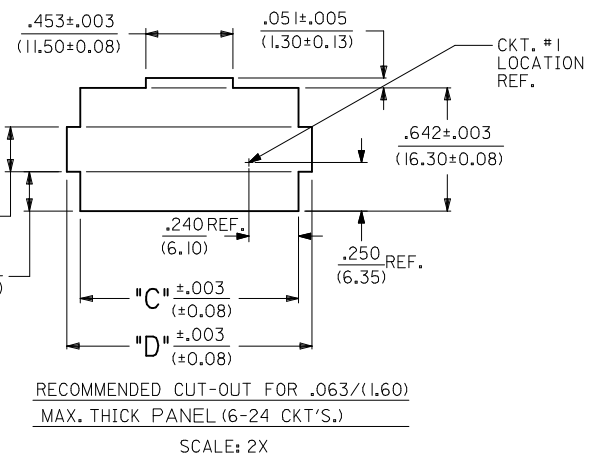 .453±.003
(11.50±0.08)
.051±.005
(1.30±0.13)
CKT. #1
LOCATION
REF.
.642±.003
(16.30±0.08)
.240 REF.
(6.10)
.250 REF.
(6.35)
)
"C" ±.003
(±0.08)
"D" ±.003
(±0.08)
RECOMMENDED CUT-OUT FOR .063/(1.60)
MAX. THICK PANEL (6-24 CKT'S.)
SCALE: 2X